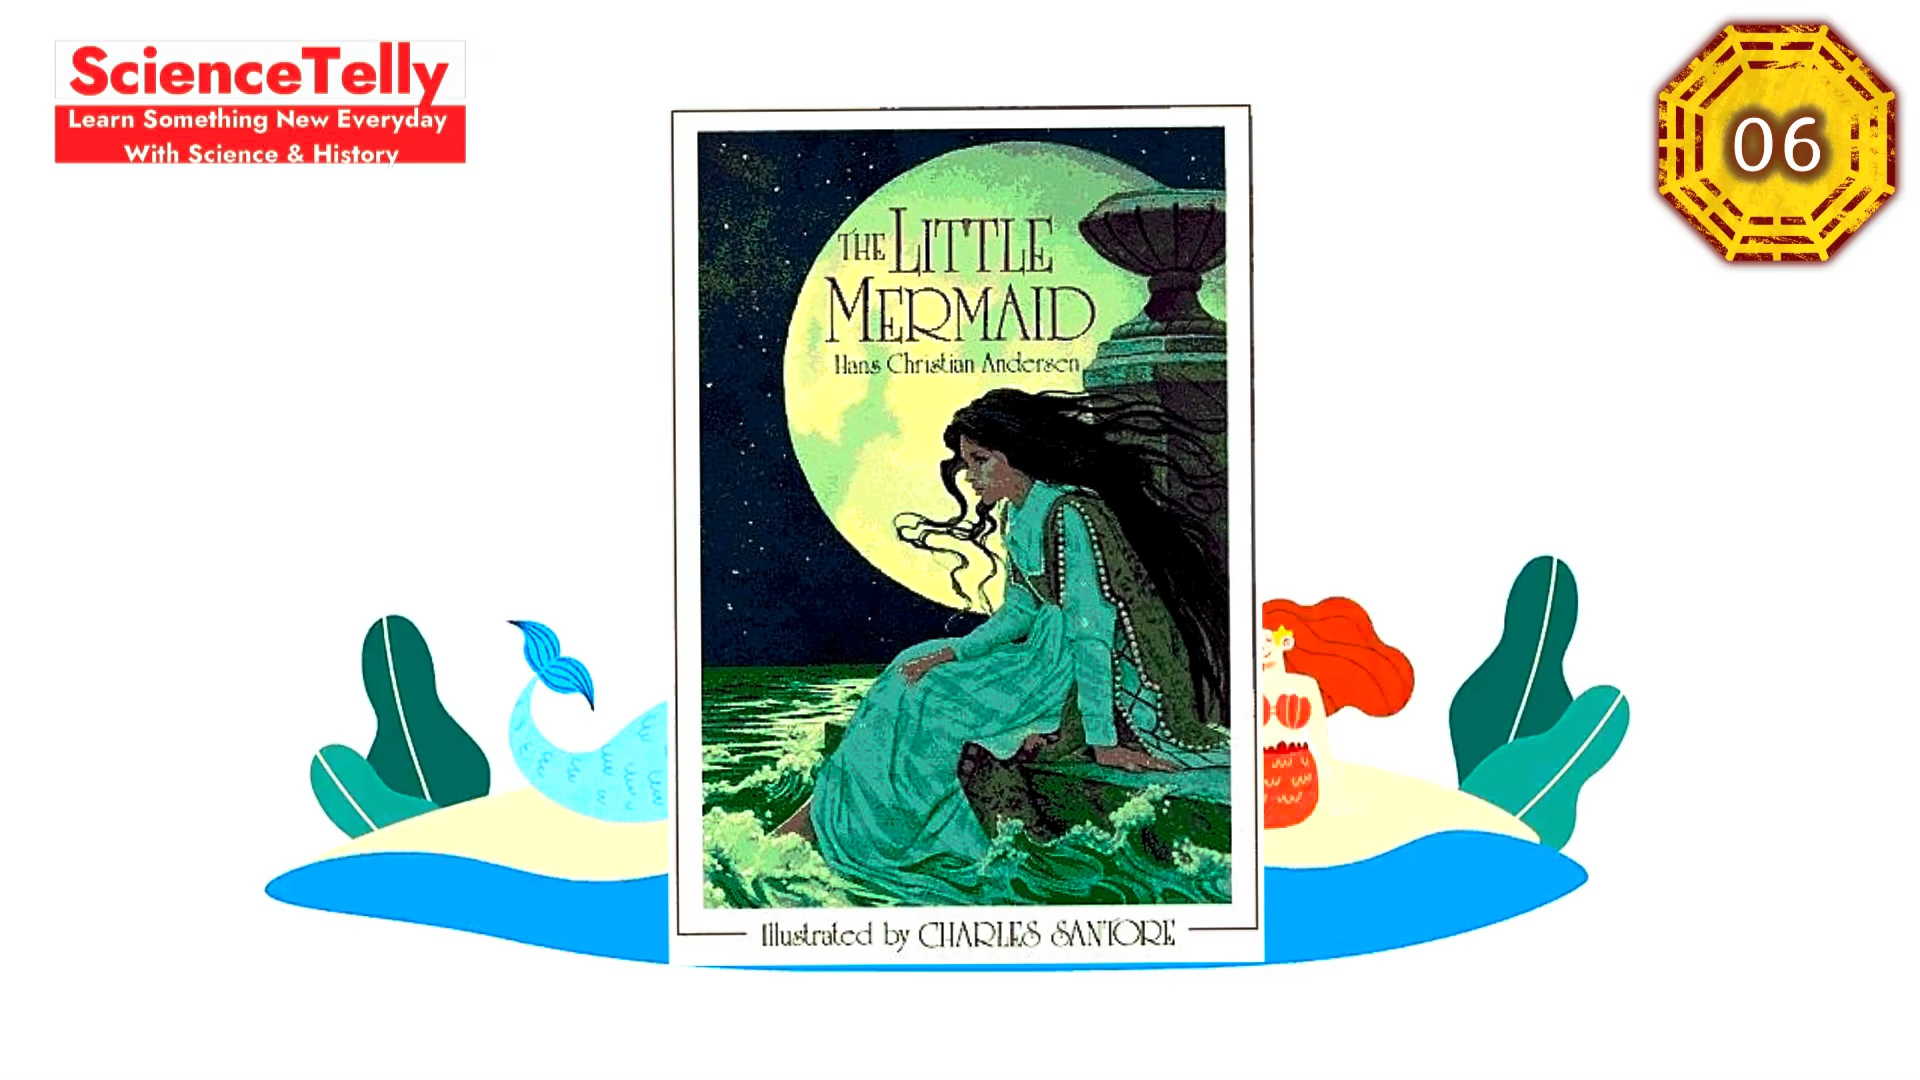 ScienceTelly
Learn Something New Everyday
With Science & History
06
THE LITTLE
MERMAID
Hans Christian Andersen
Illustrated by CHARLES SANTORE